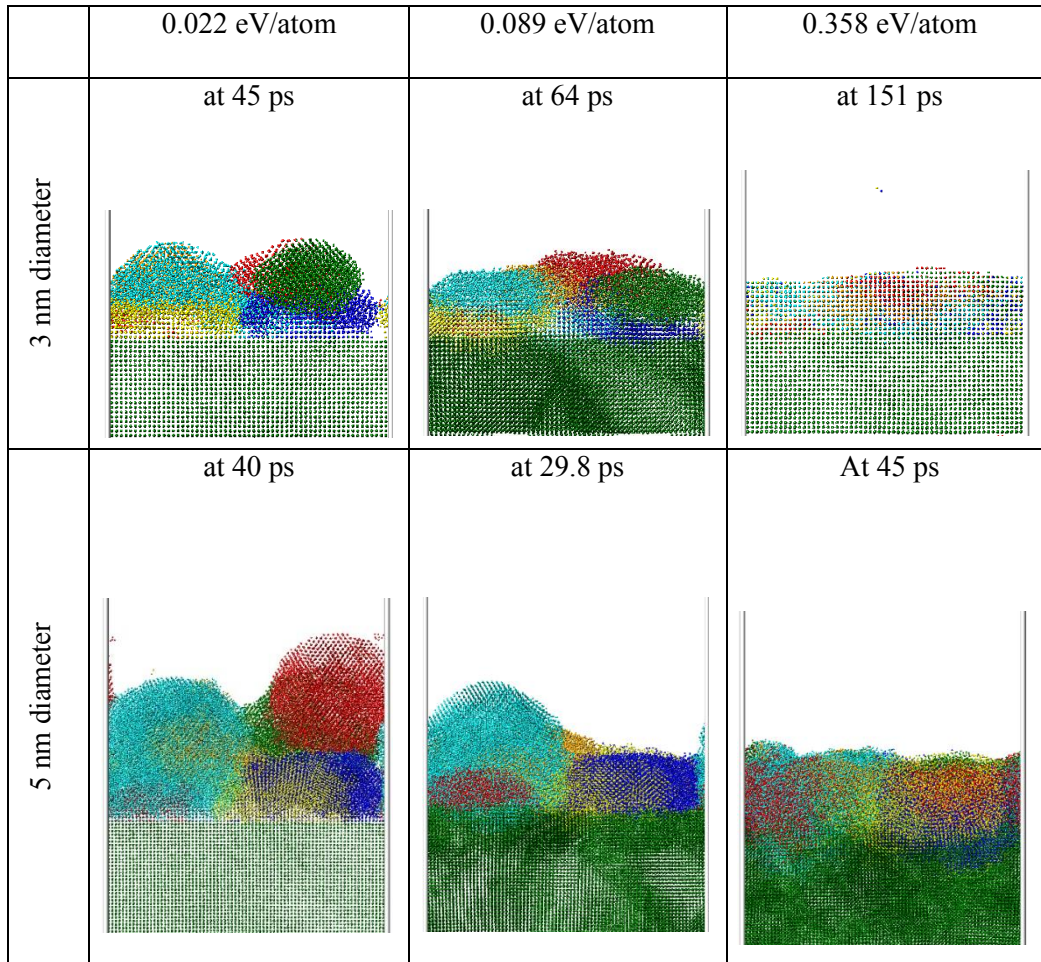 0.022 eV/atom
0.089 eV/atom
0.358 eV/atom
3 nm diameter
at 45 ps
at 64 ps
at 151 ps
5 nm diameter
at 40 ps
at 29.8 ps
At 45 ps